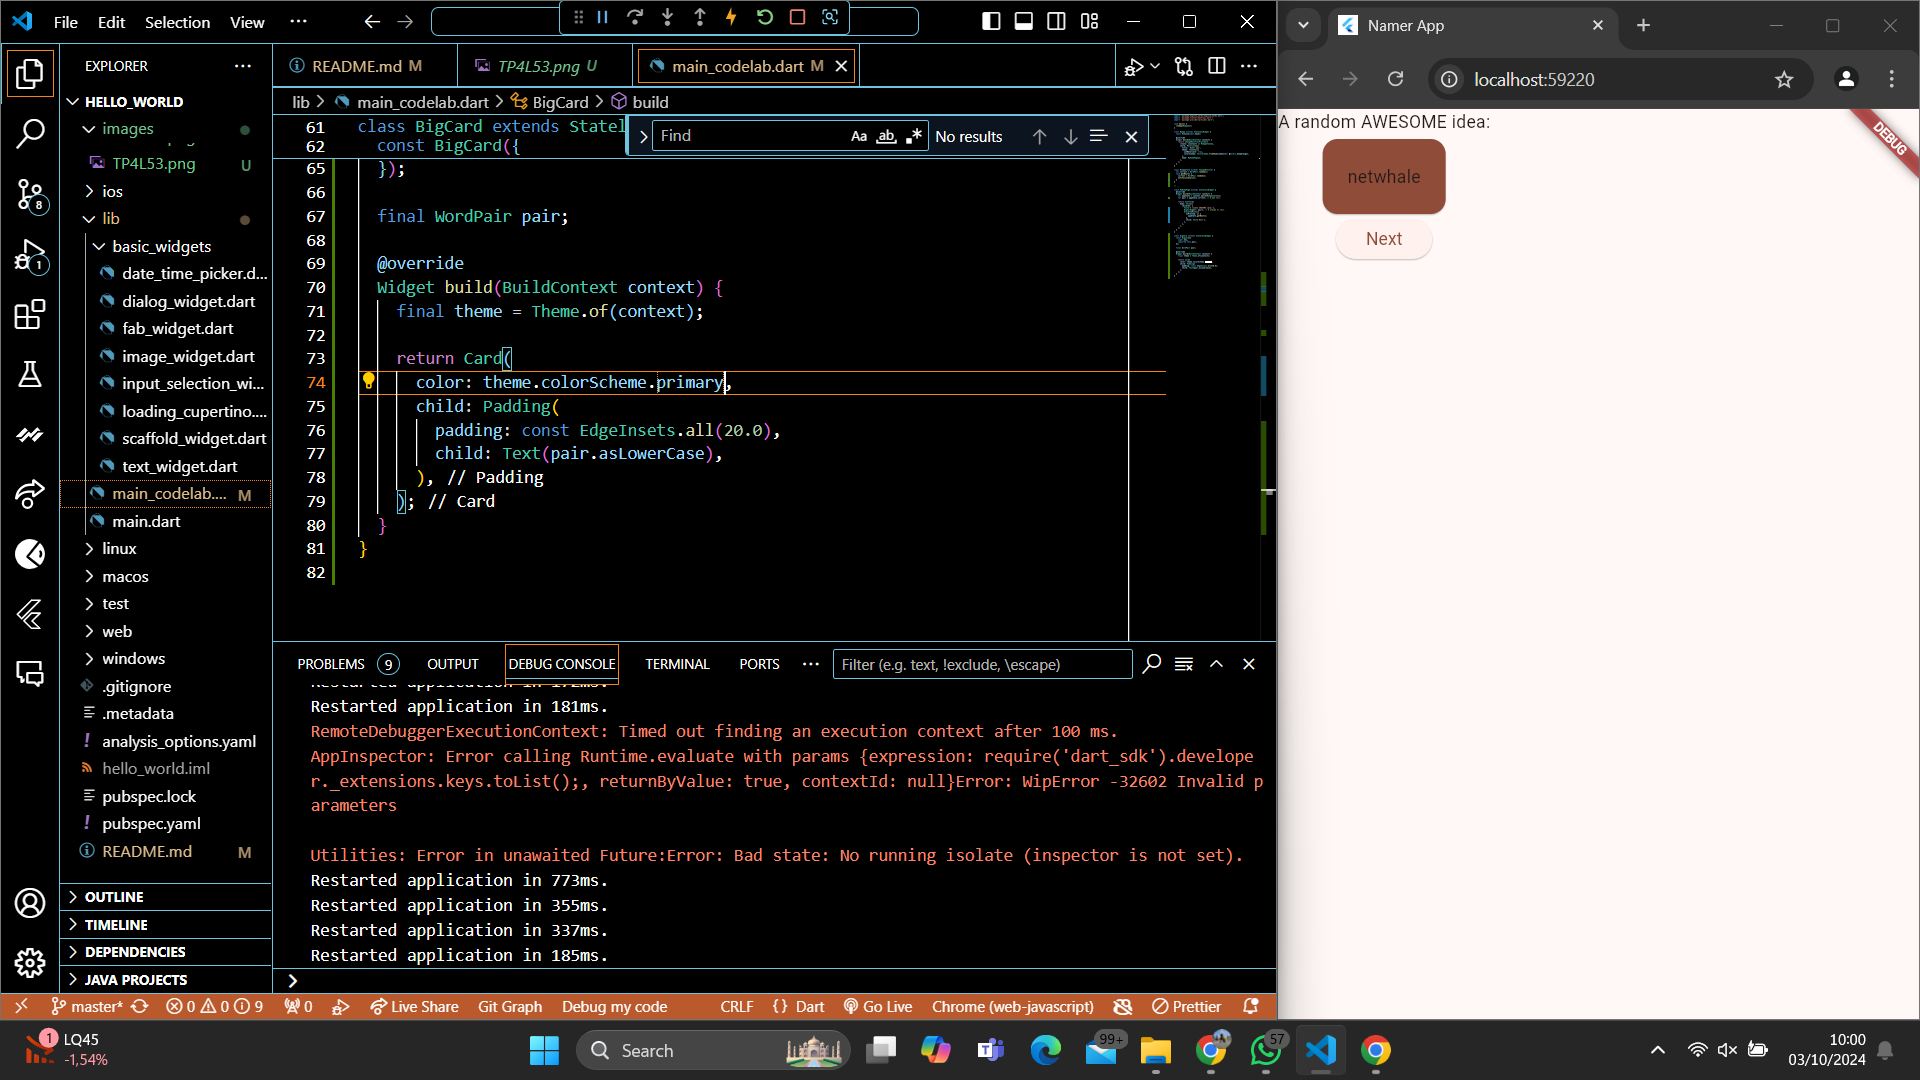 File Edit Selection View
README.md M
TP4L53.png U
main_codelab.dart M
lib > main_codelab.dart > BigCard > build
EXPLORER
HELLO_WORLD
images
TP4L53.png U
ios
lib
basic_widgets
date_time_picker.d...
dialog_widget.dart
fab_widget.dart
image_widget.dart
input_selection_wi...
loading_cupertino....
scaffold_widget.dart
text_widget.dart
main_codelab.... M
main.dart
linux
macos
test
web
windows
.gitignore
.metadata
analysis_options.yaml
hello_world.iml
pubspec.lock
pubspec.yaml
README.md M
OUTLINE
TIMELINE
DEPENDENCIES
JAVA PROJECTS
8
1
Find
Aa ab .*
No results
61 class BigCard extends Statel
62 const BigCard({
65 });
66
67 final WordPair pair;
68
69 @override
70 Widget build(BuildContext context) {
71 final theme = Theme.of(context);
72
73 return Card(
74 color: theme.colorScheme.primary,
75 child: Padding(
76 padding: const EdgeInsets.all(20.0),
77 child: Text(pair.asLowerCase),
78 ), // Padding
79 ); // Card
80 }
81 }
82
PROBLEMS 9 OUTPUT DEBUG CONSOLE TERMINAL PORTS
Filter (e.g. text, !exclude, \escape)
Restarted application in 181ms.
RemoteDebuggerExecutionContext: Timed out finding an execution context after 100 ms.
AppInspector: Error calling Runtime.evaluate with params {expression: require('dart_sdk').develope
r._extensions.keys.toList();, returnByValue: true, contextId: null}Error: WipError -32602 Invalid p
arameters
Utilities: Error in unawaited Future:Error: Bad state: No running isolate (inspector is not set).
Restarted application in 773ms.
Restarted application in 355ms.
Restarted application in 337ms.
Restarted application in 185ms.
master* 0 0 9 0 Live Share Git Graph Debug my code CRLF {} Dart Go Live Chrome (web-javascript) Prettier
Namer App
localhost:59220
A random AWESOME idea:
netwhale
Next
DEBUG
1
LQ45
-1,54%
Search
99+
57
10:00
03/10/2024